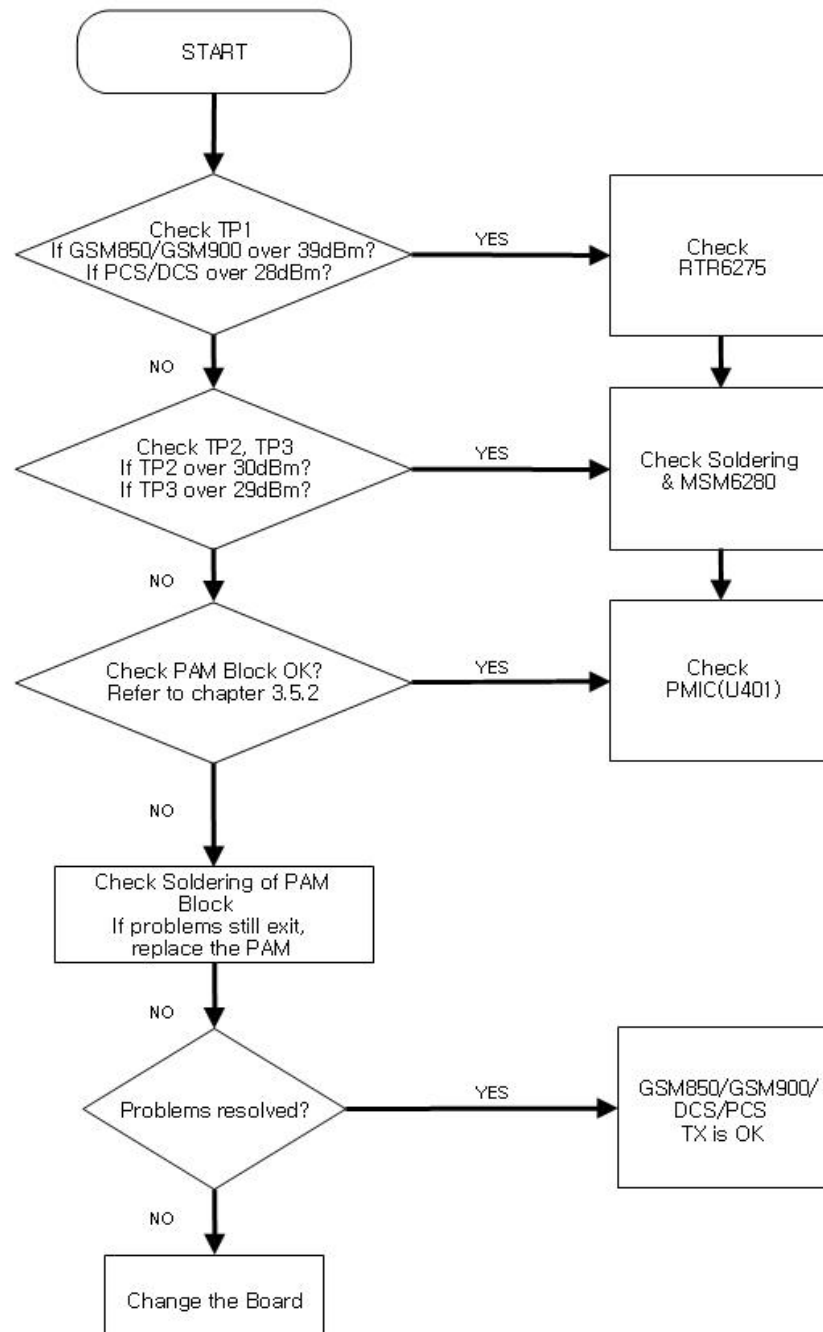 START
Check TP1
If GSM850/GSM900 over 39dBm?
If PCS/DCS over 28dBm?
YES
Check
RTR6275
NO
Check TP2, TP3
If TP2 over 30dBm?
If TP3 over 29dBm?
YES
Check Soldering
& MSM6280
NO
Check PAM Block OK?
Refer to chapter 3.5.2
YES
Check
PMIC(U401)
NO
Check Soldering of PAM
Block
If problems still exit,
replace the PAM
NO
Problems resolved?
YES
GSM850/GSM900/
DCS/PCS
TX is OK
NO
Change the Board